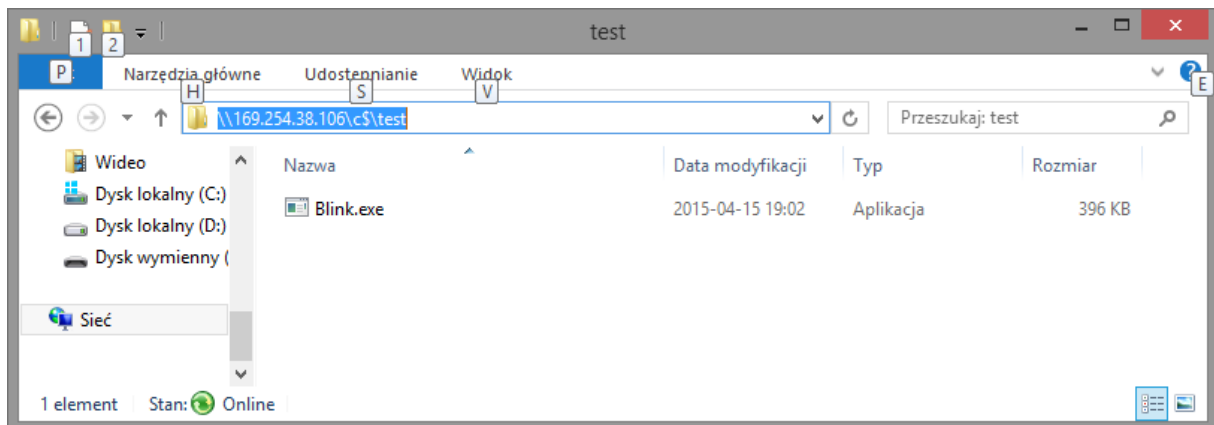 test
1 2
P Narzędzia główne Udostępnianie Widok
H S V E
\\169.254.38.106\c$\test Przeszukaj: test
Wideo Nazwa Data modyfikacji Typ Rozmiar
Dysk lokalny (C:) Blink.exe 2015-04-15 19:02 Aplikacja 396 KB
Dysk lokalny (D:)
Dysk wymienny (
Sieć
1 element Stan: Online